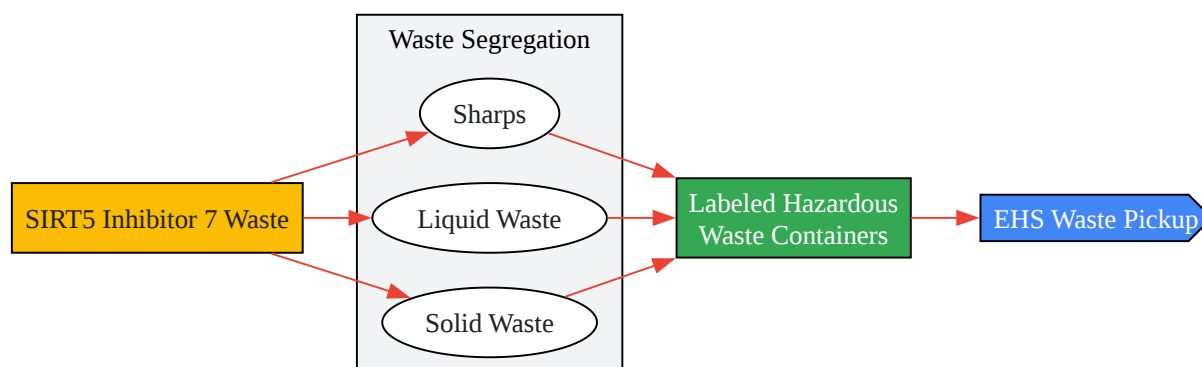 Waste Segregation
Sharps
SIRT5 Inhibitor 7 Waste
Liquid Waste
Labeled Hazardous
Waste Containers
EHS Waste Pickup
Solid Waste